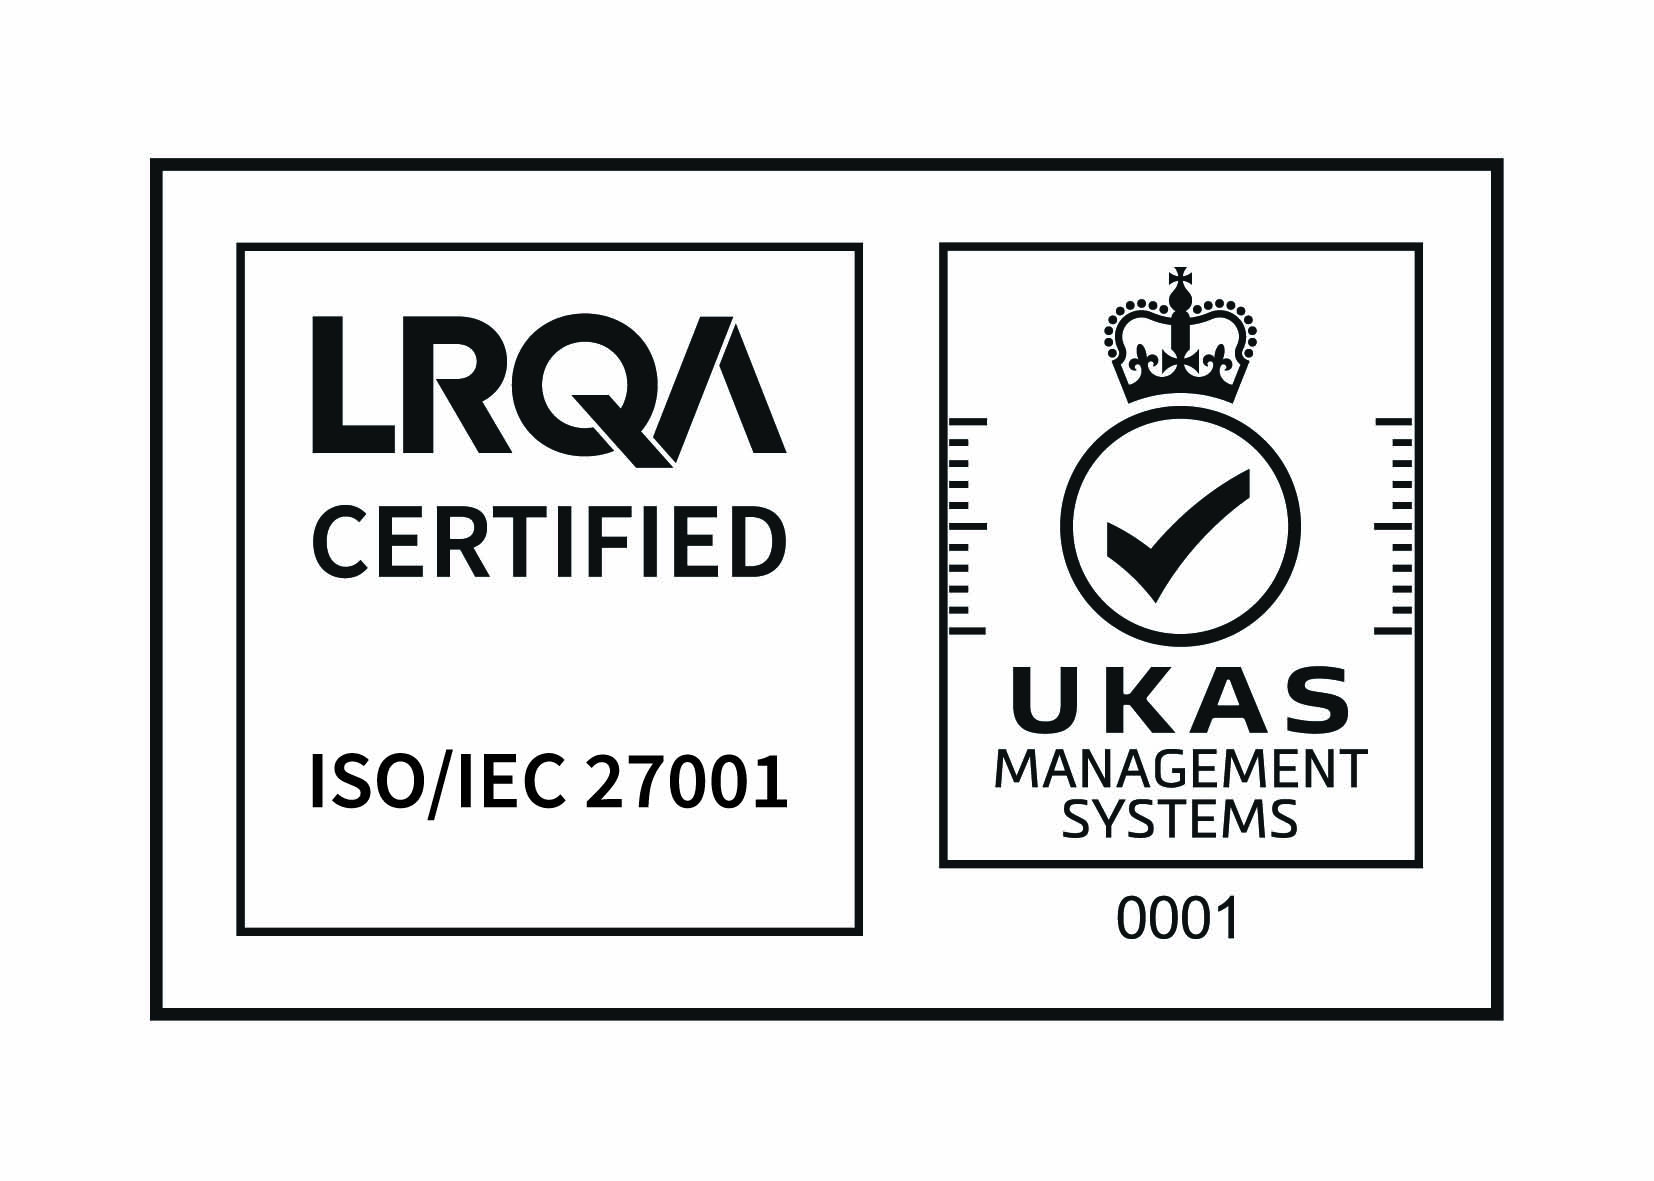 LRQA
CERTIFIED
ISO/IEC 27001
UKAS
MANAGEMENT
SYSTEMS
0001